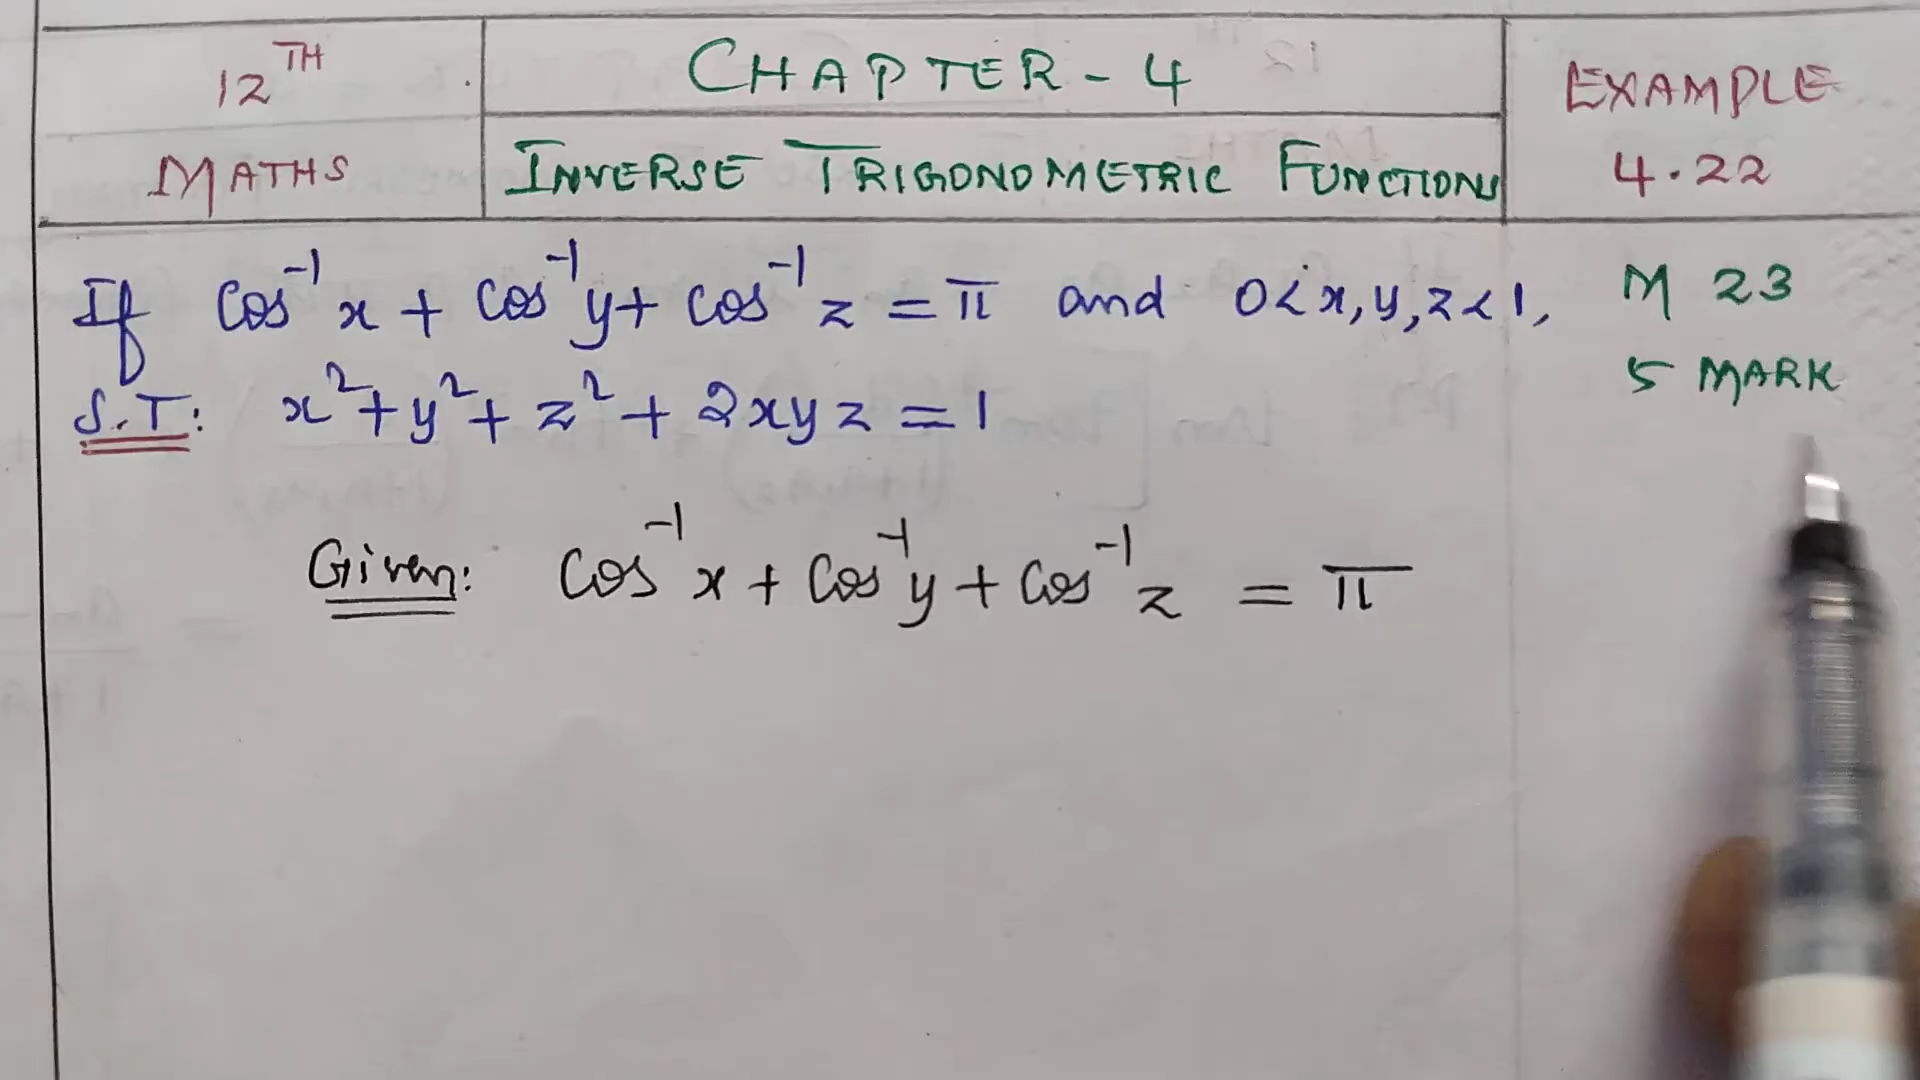 12TH
MATHS
CHAPTER - 4
INVERSE TRIGONOMETRIC FUNCTIONS
EXAMPLE
4.22
If cos⁻¹x + cos⁻¹y + cos⁻¹z = π and 0<x,y,z<1,
S.T: x² + y² + z² + 2xyz = 1
M 23
5 MARK
Given: cos⁻¹x + cos⁻¹y + cos⁻¹z = π